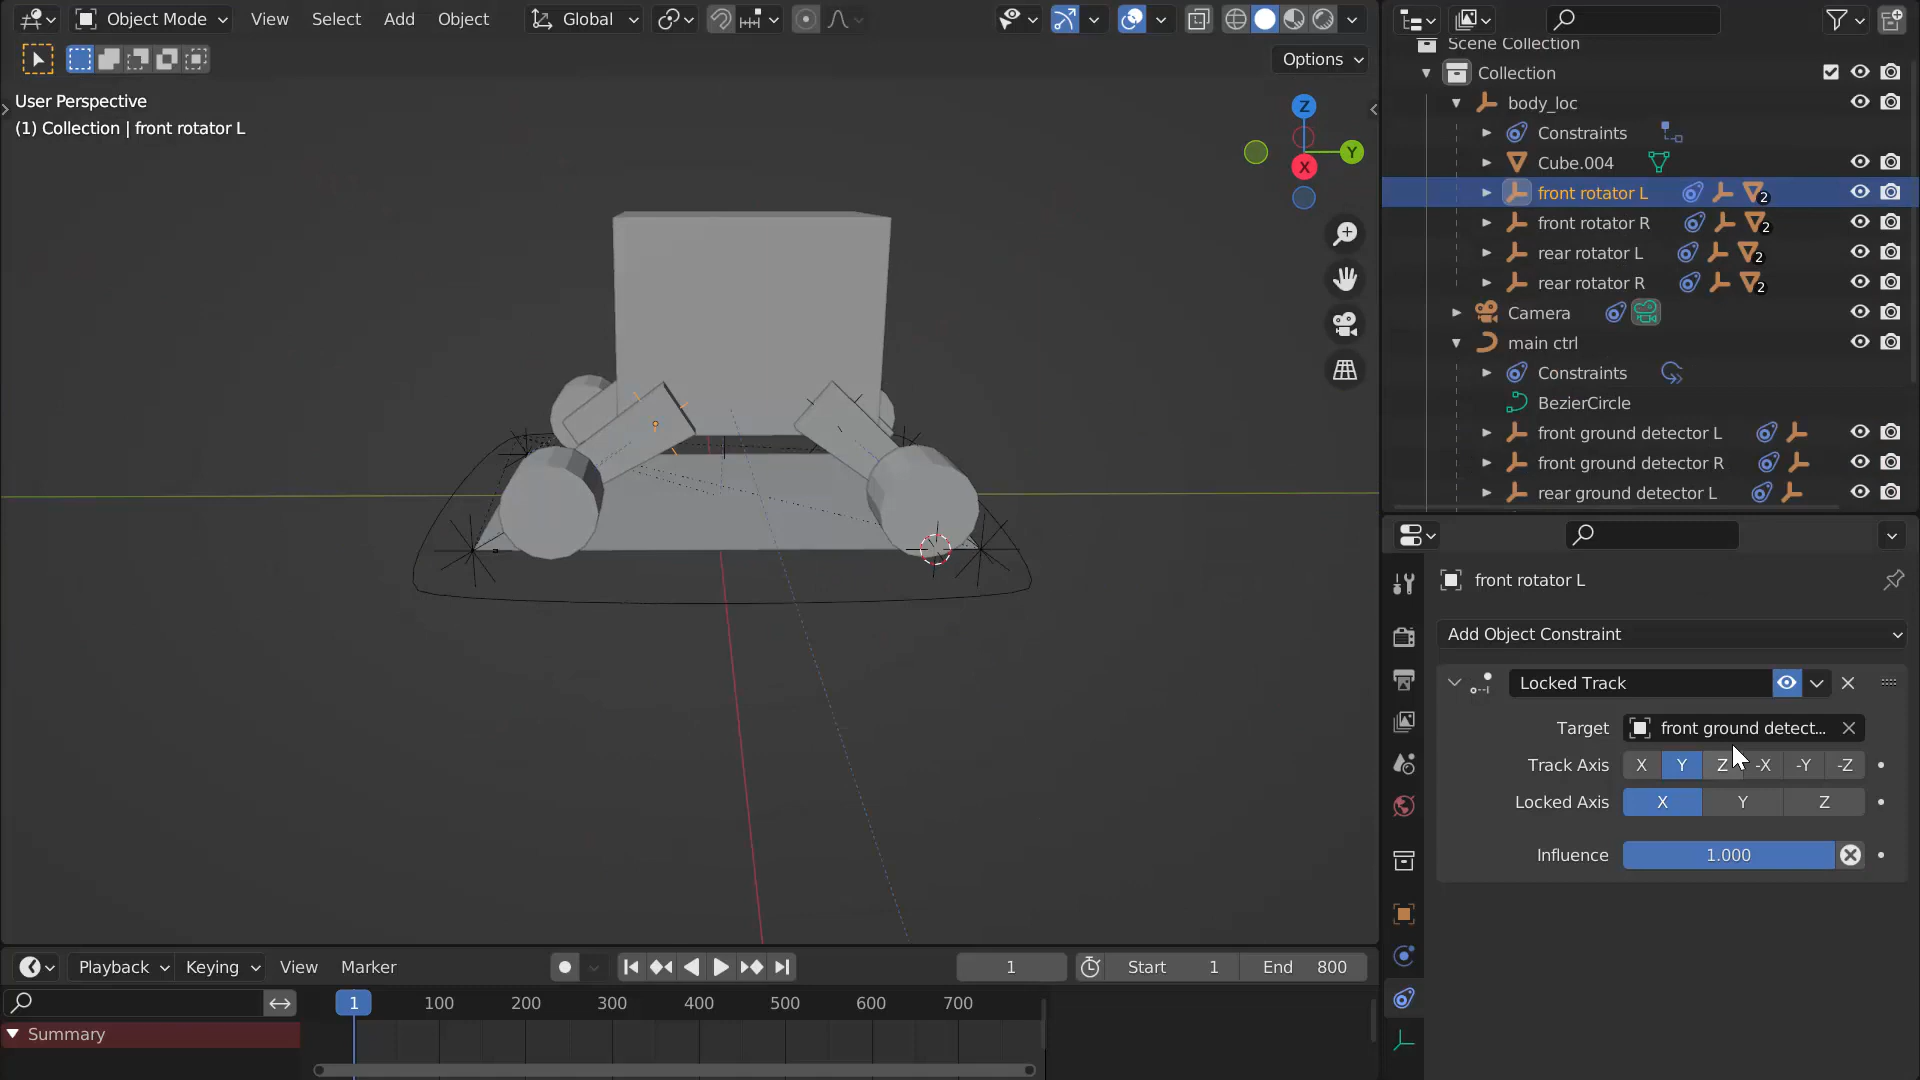 Object Mode View Select Add Object Global
Options
User Perspective
(1) Collection | front rotator L
Z
Y
X
Scene Collection
Collection
body_loc
Constraints
Cube.004
front rotator L 2
front rotator R 2
rear rotator L 2
rear rotator R 2
Camera
main ctrl
Constraints
BezierCircle
front ground detector L
front ground detector R
rear ground detector L
front rotator L
Add Object Constraint
Locked Track
Target front ground detect...
Track Axis X Y Z -X -Y -Z
Locked Axis X Y Z
Influence 1.000
Playback Keying View Marker 1 Start 1 End 800
1 100 200 300 400 500 600 700
Summary